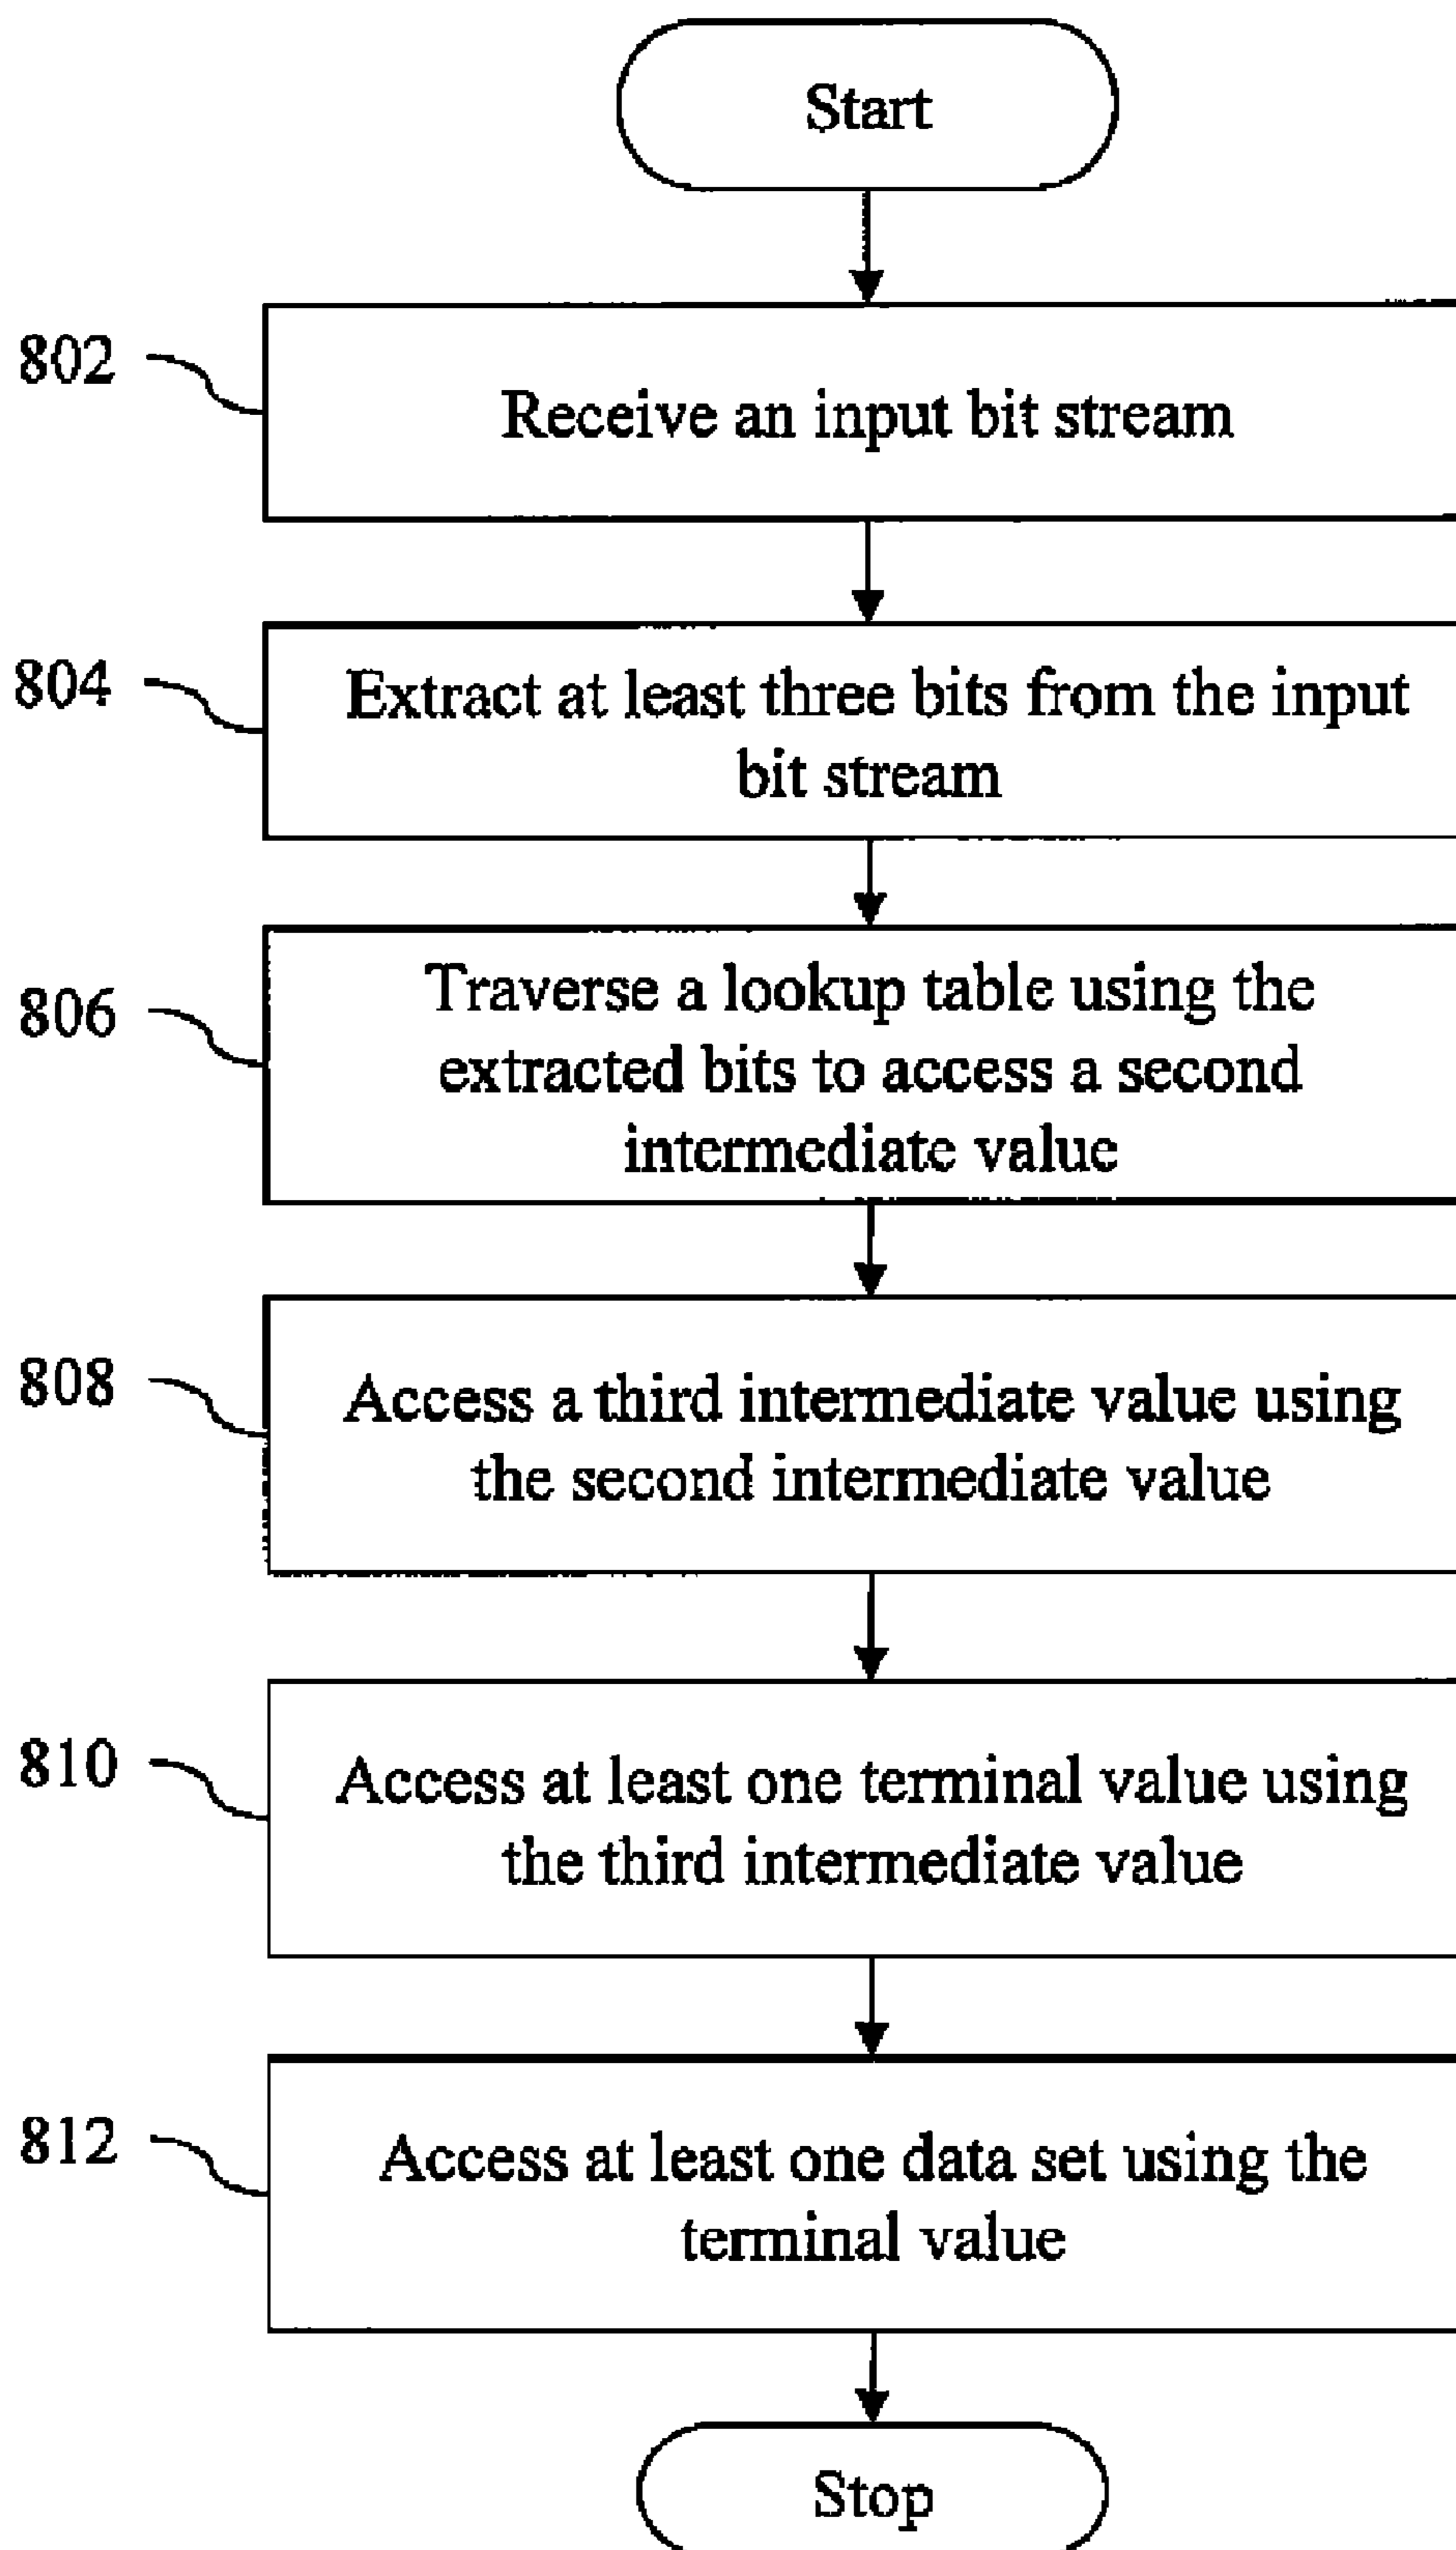 Start
802
Receive an input bit stream
804
Extract at least three bits from the input
bit stream
806
Traverse a lookup table using the
extracted bits to access a second
intermediate value
808
Access a third intermediate value using
the second intermediate value
810
Access at least one terminal value using
the third intermediate value
812
Access at least one data set using the
terminal value
Stop